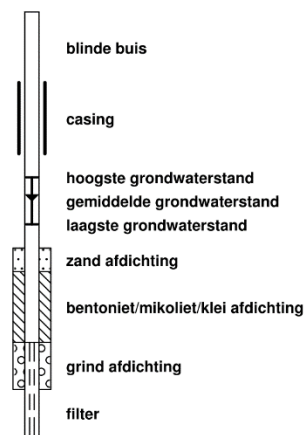 blinde buis
casing
hoogste grondwaterstand
gemiddelde grondwaterstand
laagste grondwaterstand
zand afdichting
bentoniet/mikoliet/klei afdichting
grind afdichting
filter